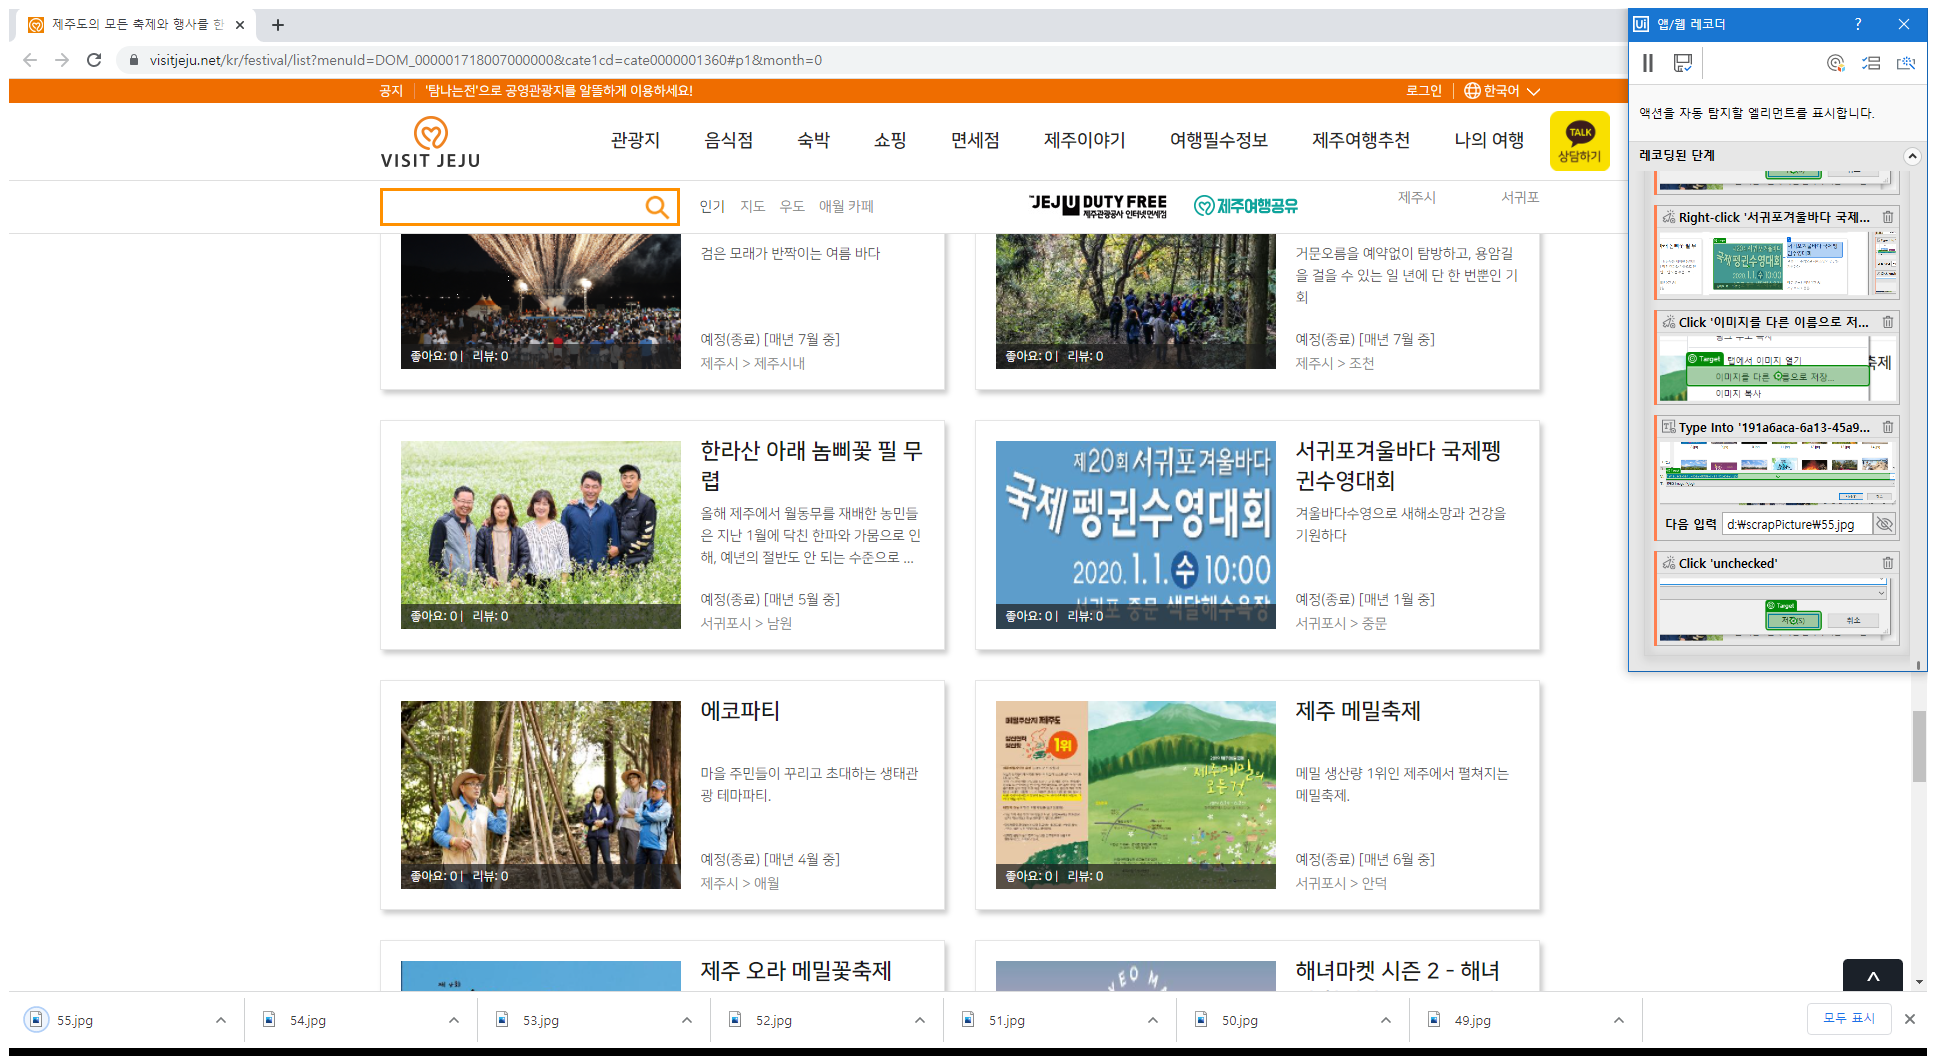 제주도의 모든 축제와 행사를 한
visitjeju.net/kr/festival/list?menuId=DOM_000001718007000000&cate1cd=cate0000001360#p1&month=0
공지
'탐나는전'으로 공영관광지를 알뜰하게 이용하세요!
로그인
한국어
VISIT JEJU
관광지
음식점
숙박
쇼핑
면세점
제주이야기
여행필수정보
제주여행추천
나의 여행
TALK
상담하기
인기
지도
우도
애월 카페
JEJU DUTY FREE
제주관광공사 인터넷면세점
제주여행공유
제주시
서귀포
검은 모래가 반짝이는 여름 바다
예정(종료) [매년 7월 중]
제주시 > 제주시내
좋아요: 0 | 리뷰: 0
거문오름을 예약없이 탐방하고, 용암길
을 걸을 수 있는 일 년에 단 한 번뿐인 기
회
예정(종료) [매년 7월 중]
제주시 > 조천
좋아요: 0 | 리뷰: 0
한라산 아래 놈삐꽃 필 무
렵
올해 제주에서 월동무를 재배한 농민들
은 지난 1월에 닥친 한파와 가뭄으로 인
해, 예년의 절반도 안 되는 수준으로 ...
예정(종료) [매년 5월 중]
서귀포시 > 남원
좋아요: 0 | 리뷰: 0
제20회 서귀포겨울바다
국제펭귄수영대회
2020.1.1.수 10:00
서귀포 중문 색달해수욕장
좋아요: 0 | 리뷰: 0
서귀포겨울바다 국제펭
귄수영대회
겨울바다수영으로 새해소망과 건강을
기원하다
예정(종료) [매년 1월 중]
서귀포시 > 중문
에코파티
마을 주민들이 꾸리고 초대하는 생태관
광 테마파티.
예정(종료) [매년 4월 중]
제주시 > 애월
좋아요: 0 | 리뷰: 0
메밀주산지 제주도
1위
제주메밀의
모든 것
좋아요: 0 | 리뷰: 0
제주 메밀축제
메밀 생산량 1위인 제주에서 펼쳐지는
메밀축제.
예정(종료) [매년 6월 중]
서귀포시 > 안덕
제주 오라 메밀꽃축제
해녀마켓 시즌 2 - 해녀
앱/웹 레코더
?
액션을 자동 탐지할 엘리먼트를 표시합니다.
레코딩된 단계
Right-click '서귀포겨울바다 국제...
Click '이미지를 다른 이름으로 저...
Target
탭에서 이미지 열기
이미지를 다른 이름으로 저장...
이미지 복사
Type Into '191a6aca-6a13-45a9...
다음 입력
d:₩scrapPicture₩55.jpg
Click 'unchecked'
Target
저장(S)
취소
55.jpg
54.jpg
53.jpg
52.jpg
51.jpg
50.jpg
49.jpg
모두 표시